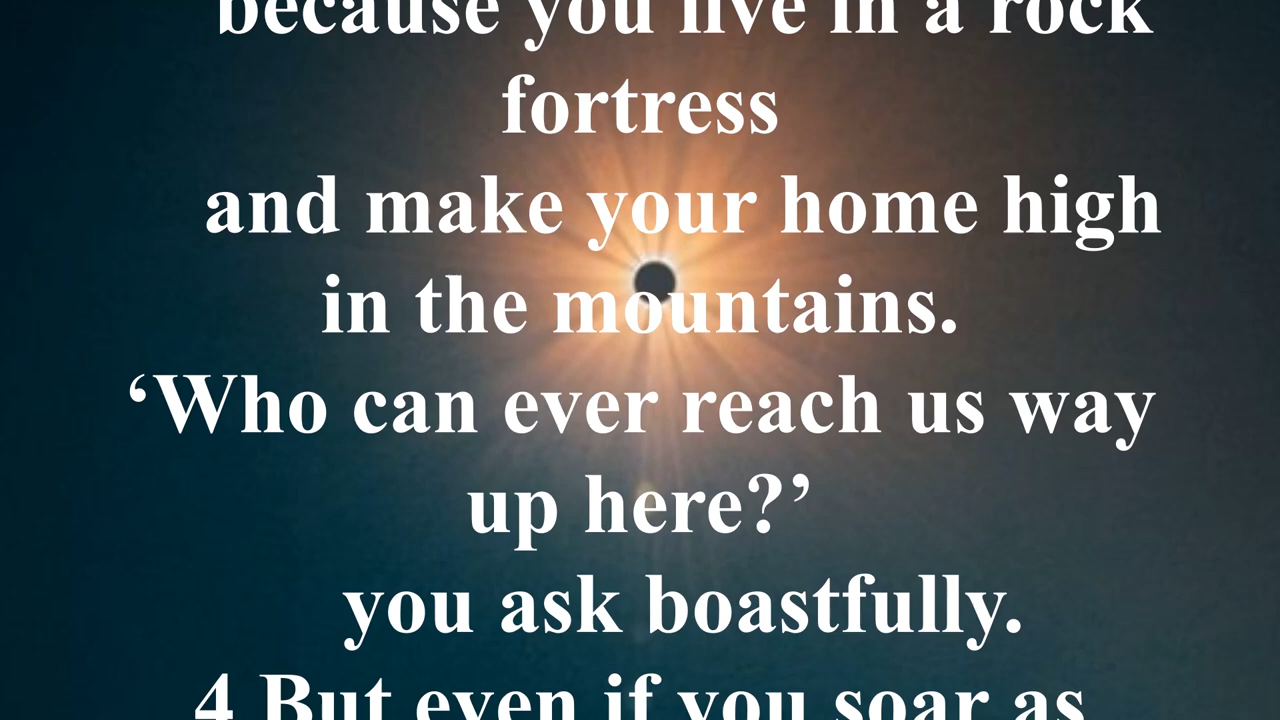 because you live in a rock
fortress
and make your home high
in the mountains.
‘Who can ever reach us way
up here?’
you ask boastfully.
4 But even if you soar as